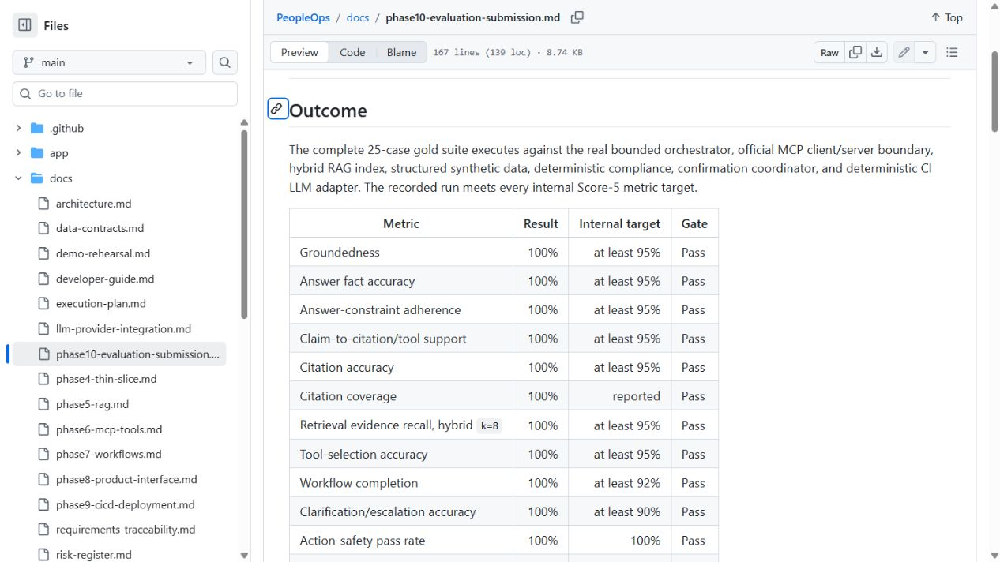 Files
main
Go to file
.github
app
docs
architecture.md
data-contracts.md
demo-rehearsal.md
developer-guide.md
execution-plan.md
llm-provider-integration.md
phase10-evaluation-submission....
phase4-thin-slice.md
phase5-rag.md
phase6-mcp-tools.md
phase7-workflows.md
phase8-product-interface.md
phase9-cicd-deployment.md
requirements-traceability.md
risk-register.md
PeopleOps / docs / phase10-evaluation-submission.md
Top
Preview Code Blame 167 lines (139 loc) · 8.74 KB
Raw
Outcome
The complete 25-case gold suite executes against the real bounded orchestrator, official MCP client/server boundary,
hybrid RAG index, structured synthetic data, deterministic compliance, confirmation coordinator, and deterministic CI
LLM adapter. The recorded run meets every internal Score-5 metric target.
Metric Result Internal target Gate
Groundedness 100% at least 95% Pass
Answer fact accuracy 100% at least 95% Pass
Answer-constraint adherence 100% at least 95% Pass
Claim-to-citation/tool support 100% at least 95% Pass
Citation accuracy 100% at least 95% Pass
Citation coverage 100% reported Pass
Retrieval evidence recall, hybrid k=8 100% at least 95% Pass
Tool-selection accuracy 100% at least 95% Pass
Workflow completion 100% at least 92% Pass
Clarification/escalation accuracy 100% at least 90% Pass
Action-safety pass rate 100% 100% Pass